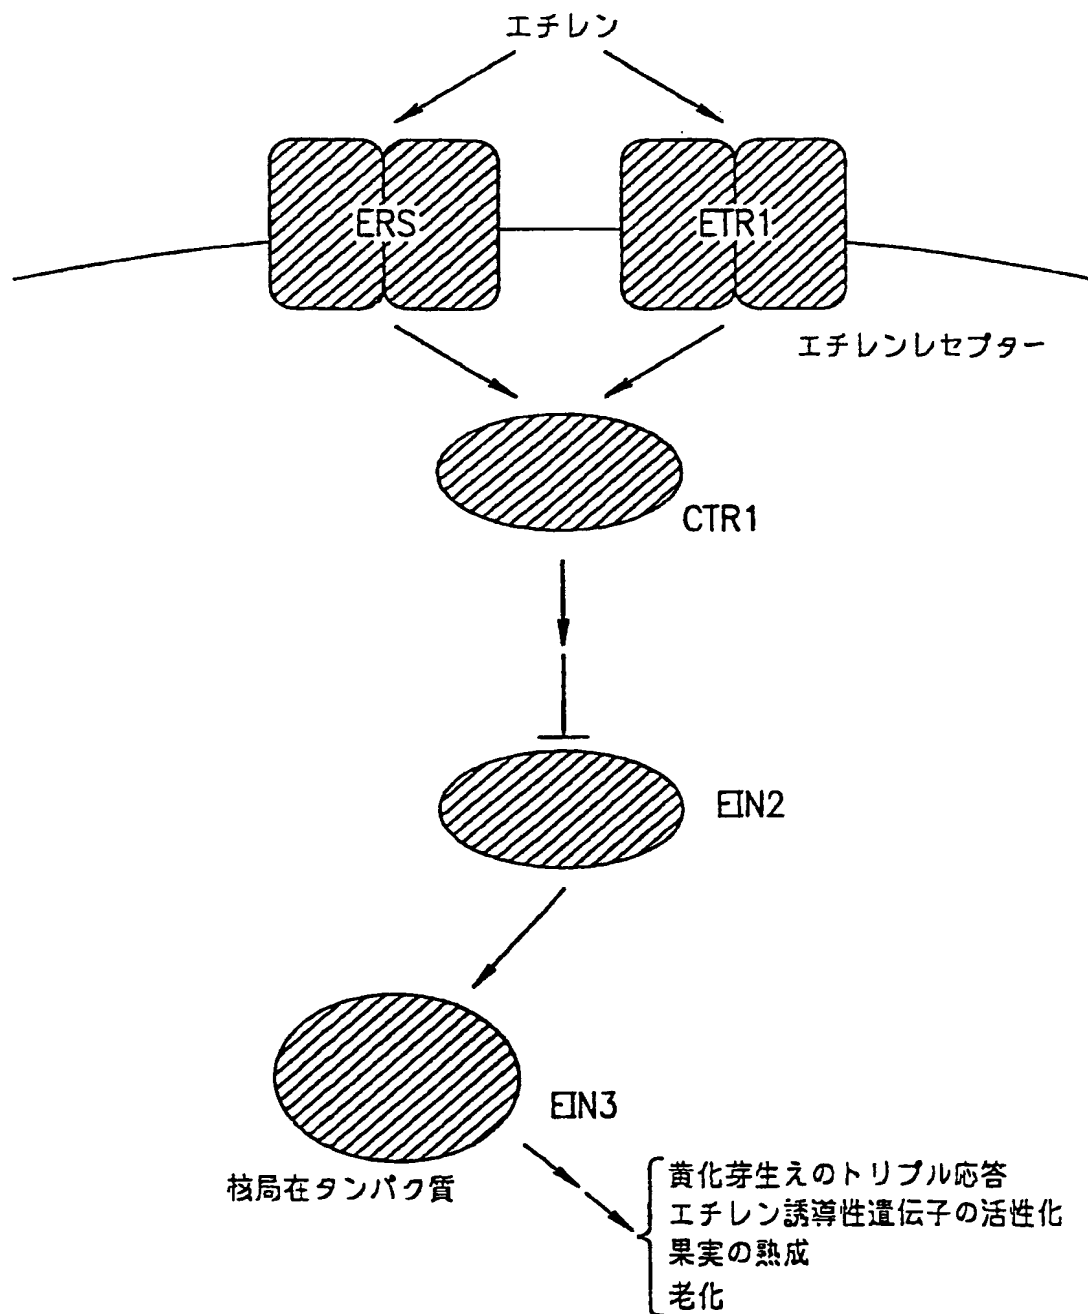 エチレン
ERS
ETR1
エチレンレセプター
CTR1
EIN2
EIN3
核局在タンパク質
黄化芽生えのトリプル応答
エチレン誘導性遺伝子の活性化
果実の熟成
老化